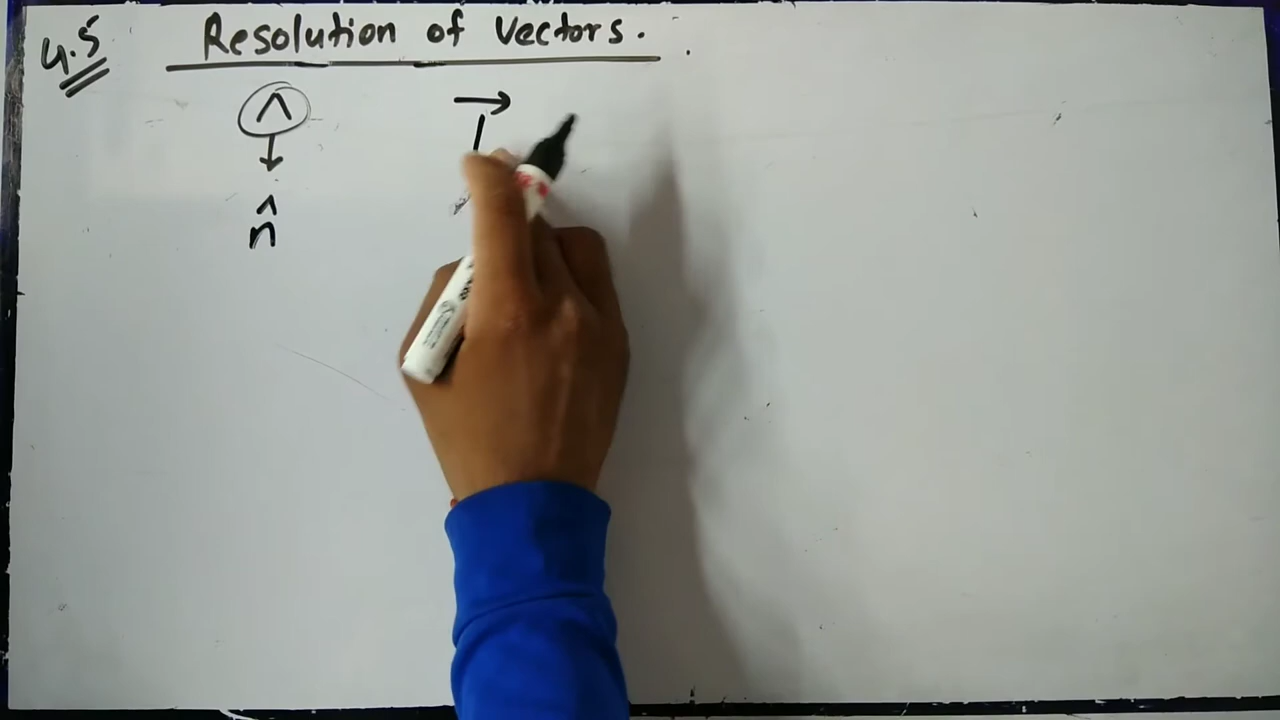 4.5 Resolution of Vectors.
^ →
n̂